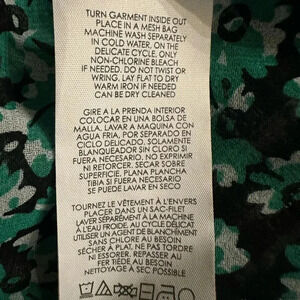 TURN GARMENT INSIDE OUT
PLACE IN A MESH BAG
MACHINE WASH SEPARATELY
IN COLD WATER, ON THE
DELICATE CYCLE. ONLY
NON-CHLORINE BLEACH
IF NEEDED. DO NOT TWIST OR
WRING. LAY FLAT TO DRY
WARM IRON IF NEEDED
CAN BE DRY CLEANED
GIRE A LA PRENDA INTERIOR
COLOCAR EN UNA BOLSA DE
MALLA. LAVAR A MAQUINA CON
AGUA FRIA, POR SEPARADO EN
CICLO DELICADO. SOLAMENTE
BLANQUEADOR SIN CLORO SI
FUERA NECESARIO. NO EXPRIMIR
NI RETORCER. SECAR SOBRE
SUPERFICIE. PLANA PLANCHA
TIBIA SI FUERA NECESARIO
SE PUEDE LAVAR EN SECO
TOURNEZ LE VÊTEMENT À L'ENVERS
PLACER DANS UN SAC-FILET
LAVER SÉPARÉMENT À LA MACHINE
À L'EAU FROIDE, AU CYCLE DÉLICAT
UTILISER UN AGENT DE BLANCHIMENT
SANS CHLORE AU BESOIN
SÉCHER À PLAT. NE PAS TORDRE
NI ESSORER. REPASSER AU
FER TIÈDE, AU BESOIN
NETTOYAGE À SEC POSSIBLE